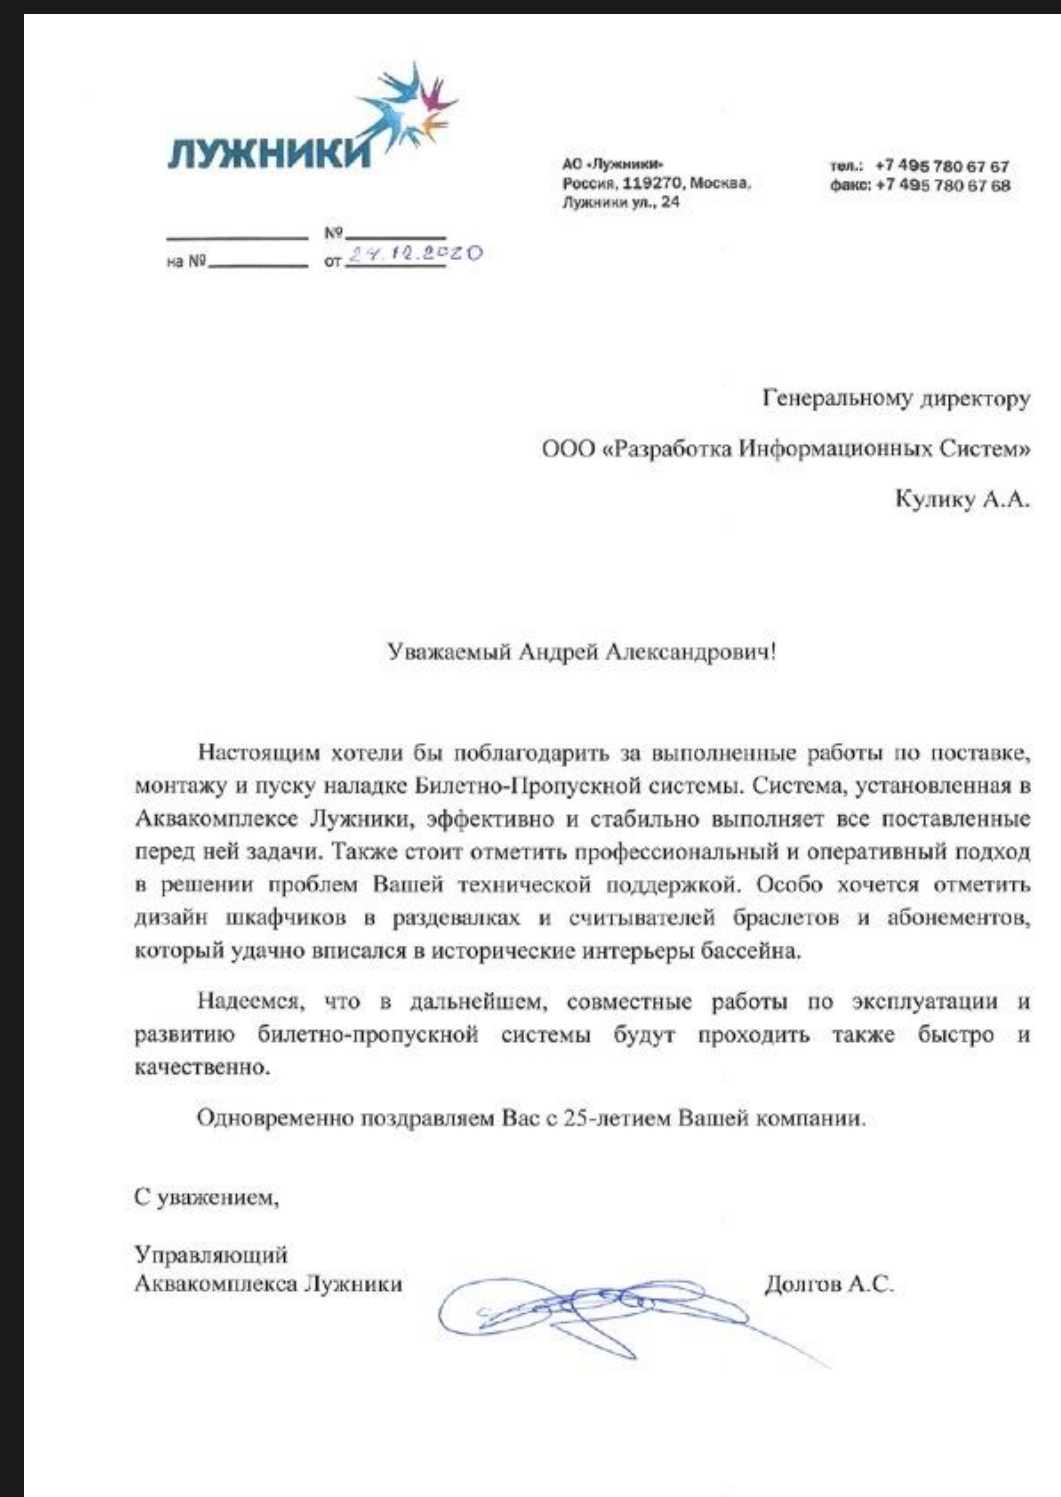 ЛУЖНИКИ
АО «Лужники»
Россия, 119270, Москва,
Лужники ул., 24
тел.: +7 495 780 67 67
факс: +7 495 780 67 68
№
на № от 24.12.2020
Генеральному директору
ООО «Разработка Информационных Систем»
Кулику А.А.
Уважаемый Андрей Александрович!
Настоящим хотели бы поблагодарить за выполненные работы по поставке,
монтажу и пуску наладке Билетно-Пропускной системы. Система, установленная в
Аквакомплексе Лужники, эффективно и стабильно выполняет все поставленные
перед ней задачи. Также стоит отметить профессиональный и оперативный подход
в решении проблем Вашей технической поддержкой. Особо хочется отметить
дизайн шкафчиков в раздевалках и считывателей браслетов и абонементов,
который удачно вписался в исторические интерьеры бассейна.
Надеемся, что в дальнейшем, совместные работы по эксплуатации и
развитию билетно-пропускной системы будут проходить также быстро и
качественно.
Одновременно поздравляем Вас с 25-летием Вашей компании.
С уважением,
Управляющий
Аквакомплекса Лужники Долгов А.С.